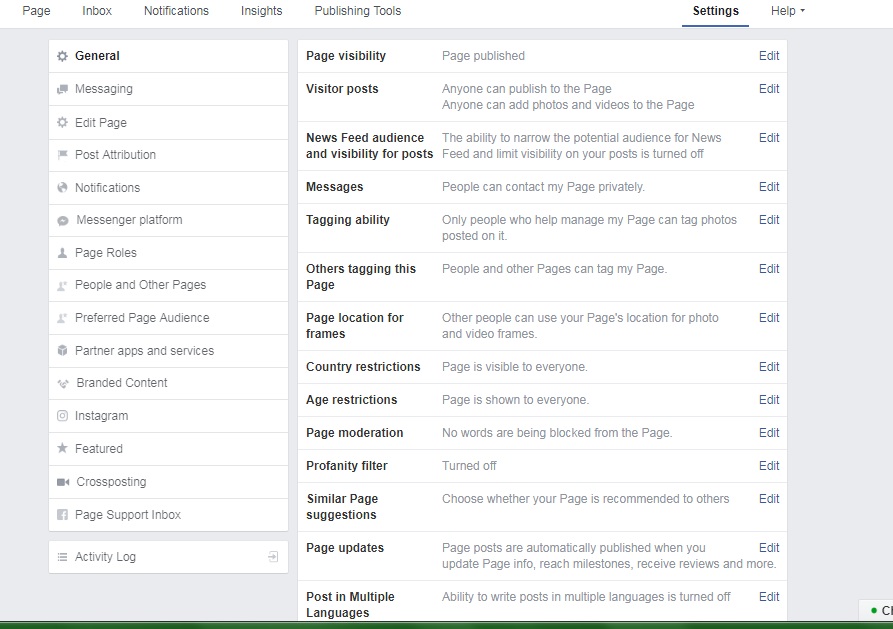 Page Inbox Notifications Insights Publishing Tools Settings Help
General
Messaging
Edit Page
Post Attribution
Notifications
Messenger platform
Page Roles
People and Other Pages
Preferred Page Audience
Partner apps and services
Branded Content
Instagram
Featured
Crossposting
Page Support Inbox
Activity Log
Page visibility Page published Edit
Visitor posts Anyone can publish to the Page Edit
Anyone can add photos and videos to the Page
News Feed audience The ability to narrow the potential audience for News Edit
and visibility for posts Feed and limit visibility on your posts is turned off
Messages People can contact my Page privately. Edit
Tagging ability Only people who help manage my Page can tag photos Edit
posted on it.
Others tagging this People and other Pages can tag my Page. Edit
Page
Page location for Other people can use your Page's location for photo Edit
frames and video frames.
Country restrictions Page is visible to everyone. Edit
Age restrictions Page is shown to everyone. Edit
Page moderation No words are being blocked from the Page. Edit
Profanity filter Turned off Edit
Similar Page Choose whether your Page is recommended to others Edit
suggestions
Page updates Page posts are automatically published when you Edit
update Page info, reach milestones, receive reviews and more.
Post in Multiple Ability to write posts in multiple languages is turned off Edit
Languages